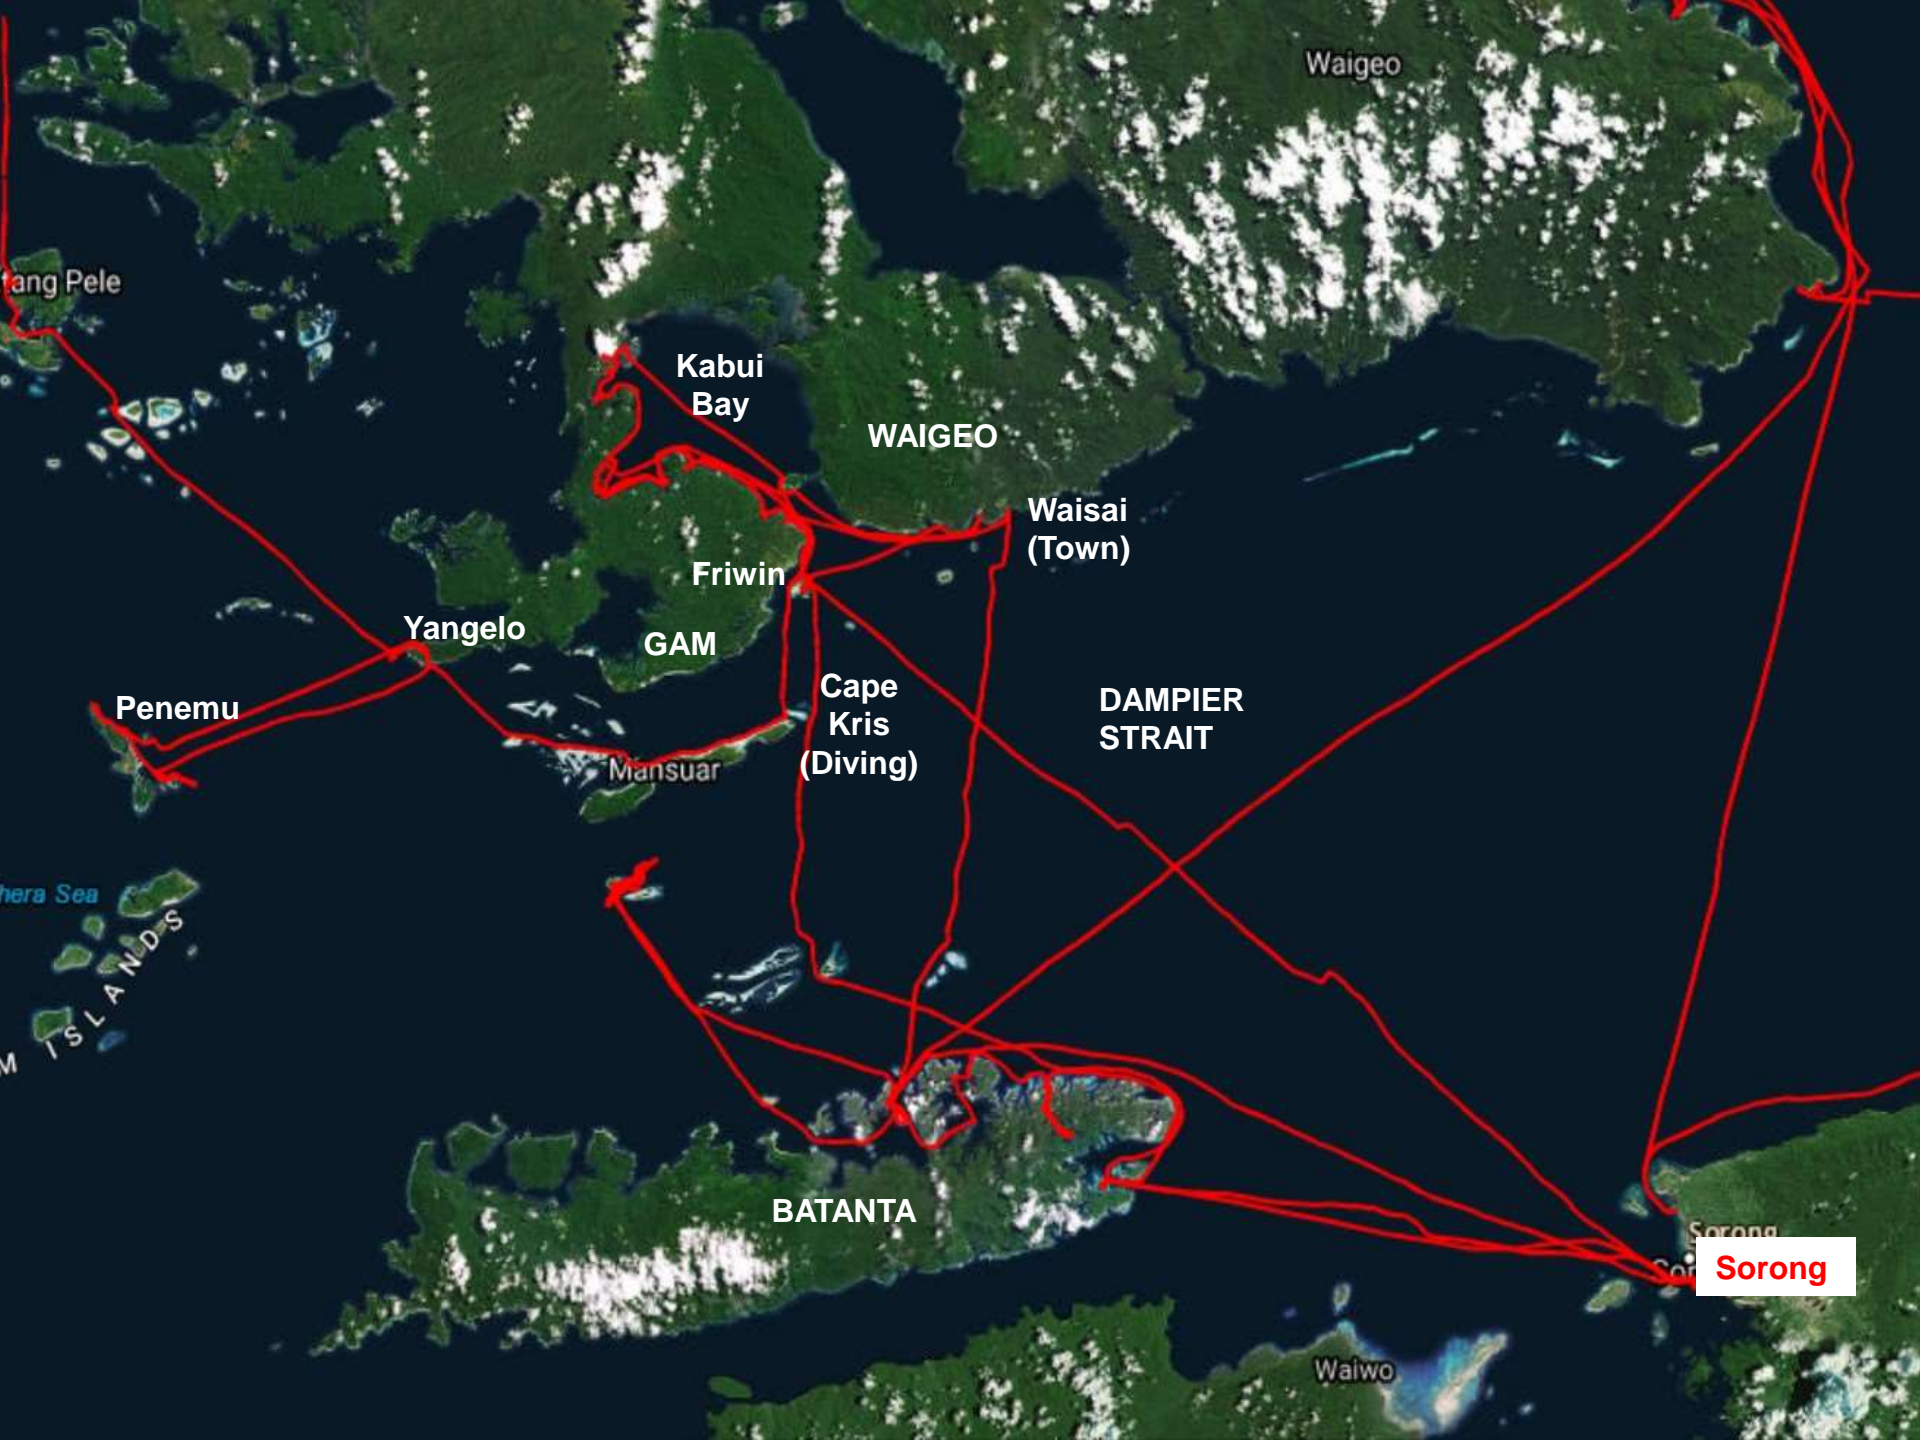 Waigeo
tang Pele
Kabui
Bay
WAIGEO
Waisai
(Town)
Friwin
Yangelo
GAM
Penemu
Cape
Kris
(Diving)
DAMPIER
STRAIT
Mansuar
hera Sea
M ISLANDS
BATANTA
Sorong
Sorong
Waiwo